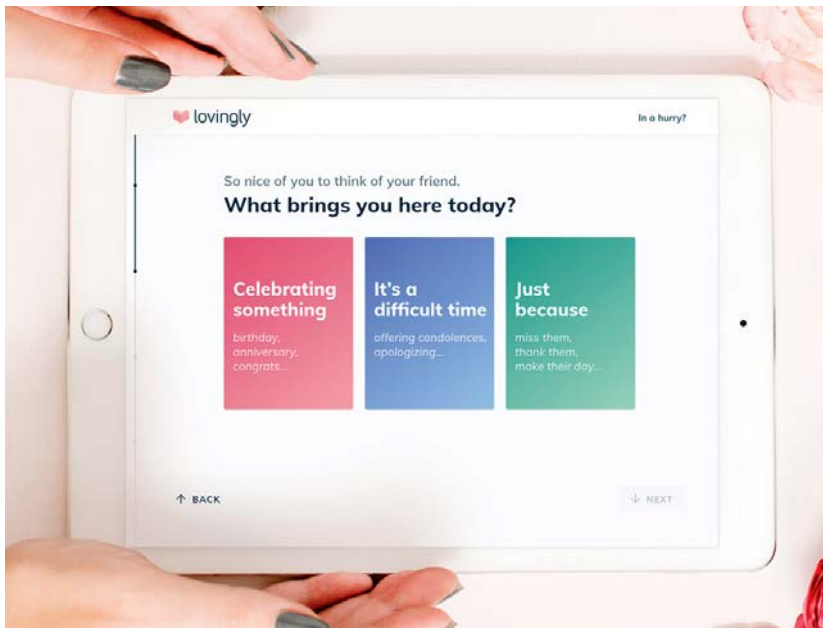 lovingly
In a hurry?
So nice of you to think of your friend.
What brings you here today?
Celebrating
something
birthday,
anniversary,
congrats...
It's a
difficult time
offering condolences,
apologizing...
Just
because
miss them,
thank them,
make their day...
↑ BACK
↓ NEXT